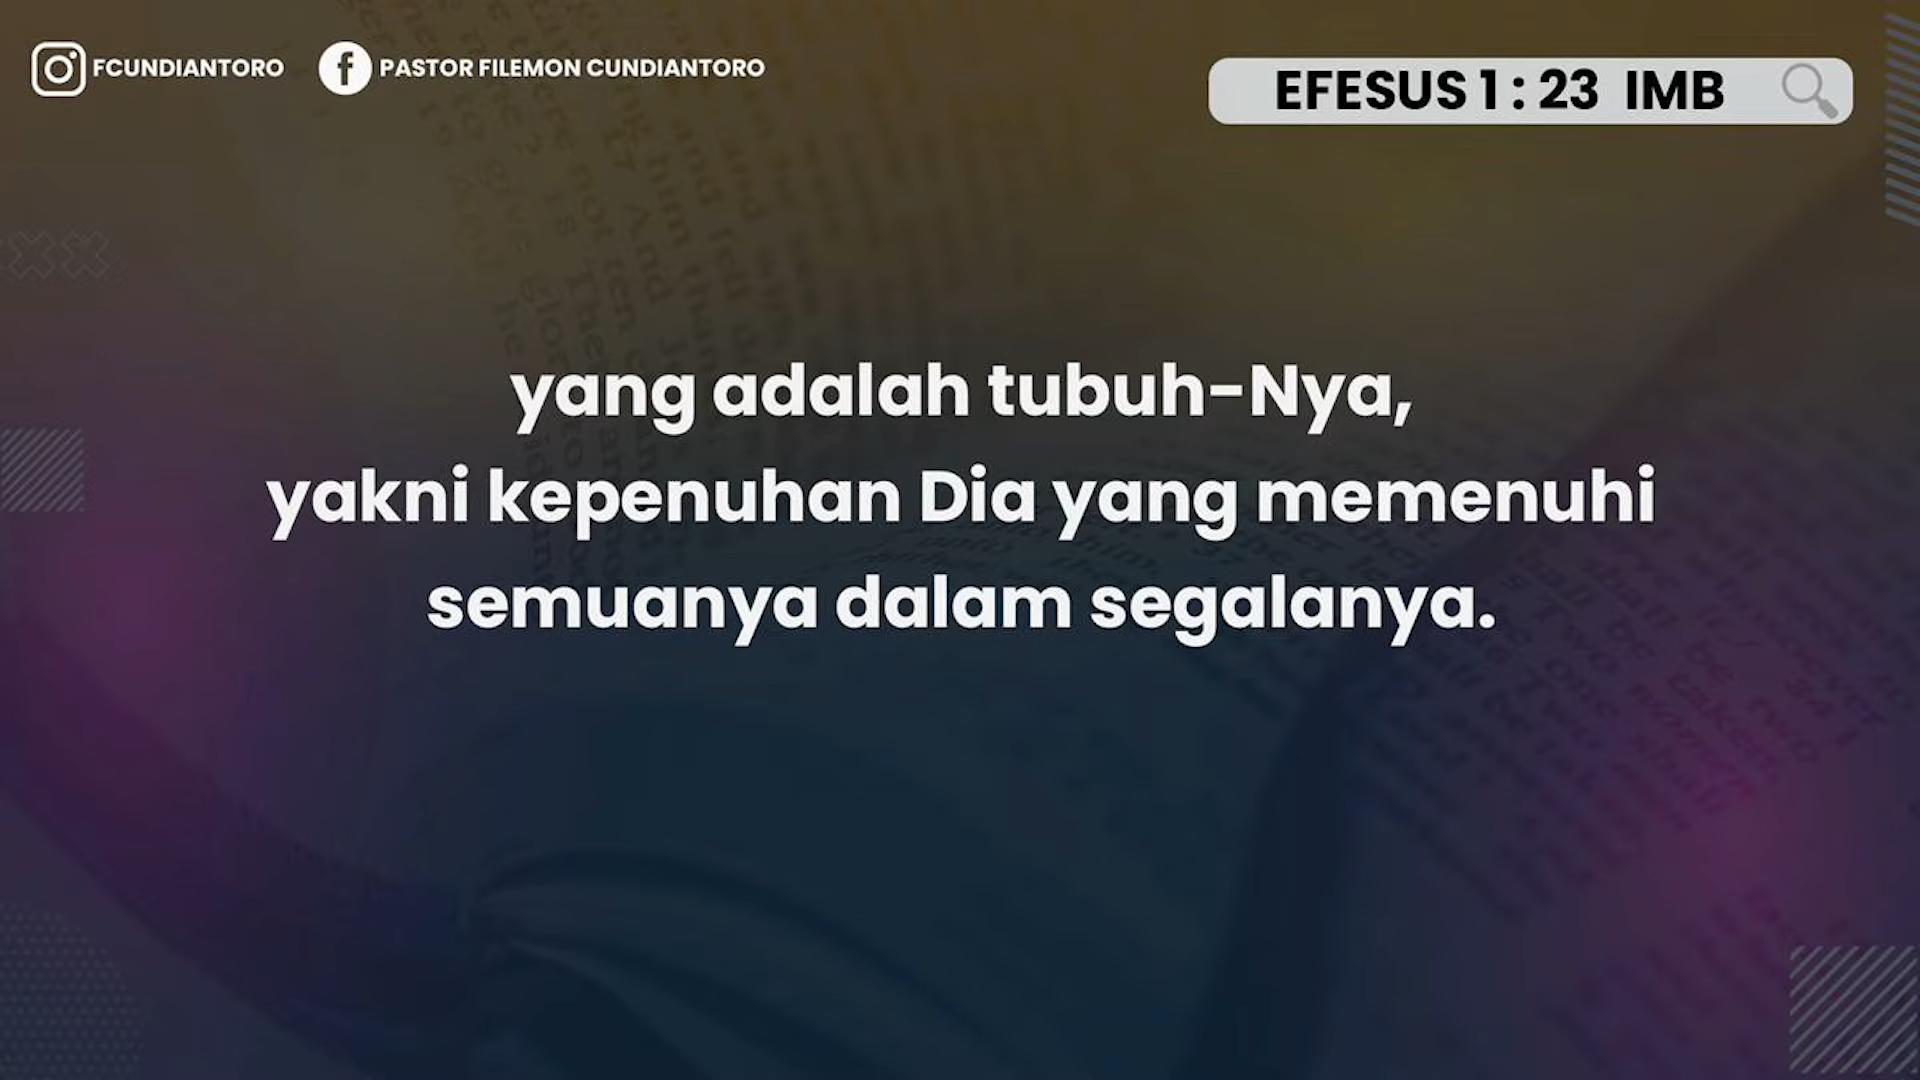 FCUNDIANTORO
PASTOR FILEMON CUNDIANTORO
EFESUS 1 : 23 IMB
yang adalah tubuh-Nya,
yakni kepenuhan Dia yang memenuhi
semuanya dalam segalanya.